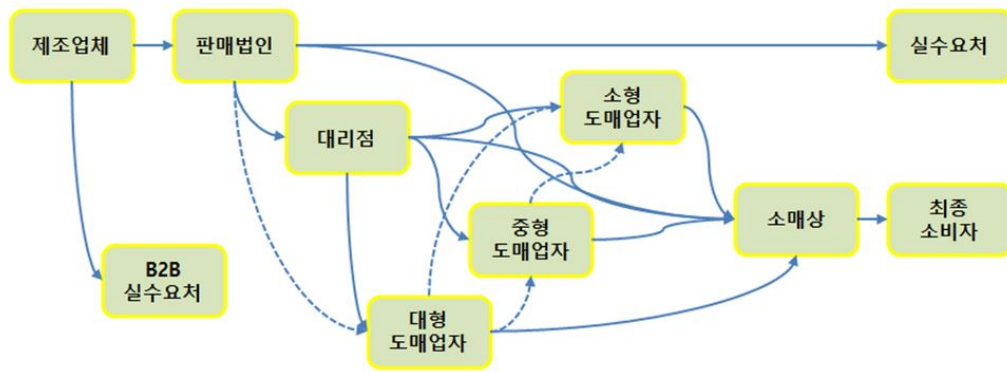 제조업체
판매법인
실수요처
소형
도매업자
대리점
중형
도매업자
소매상
최종
소비자
B2B
실수요처
대형
도매업자